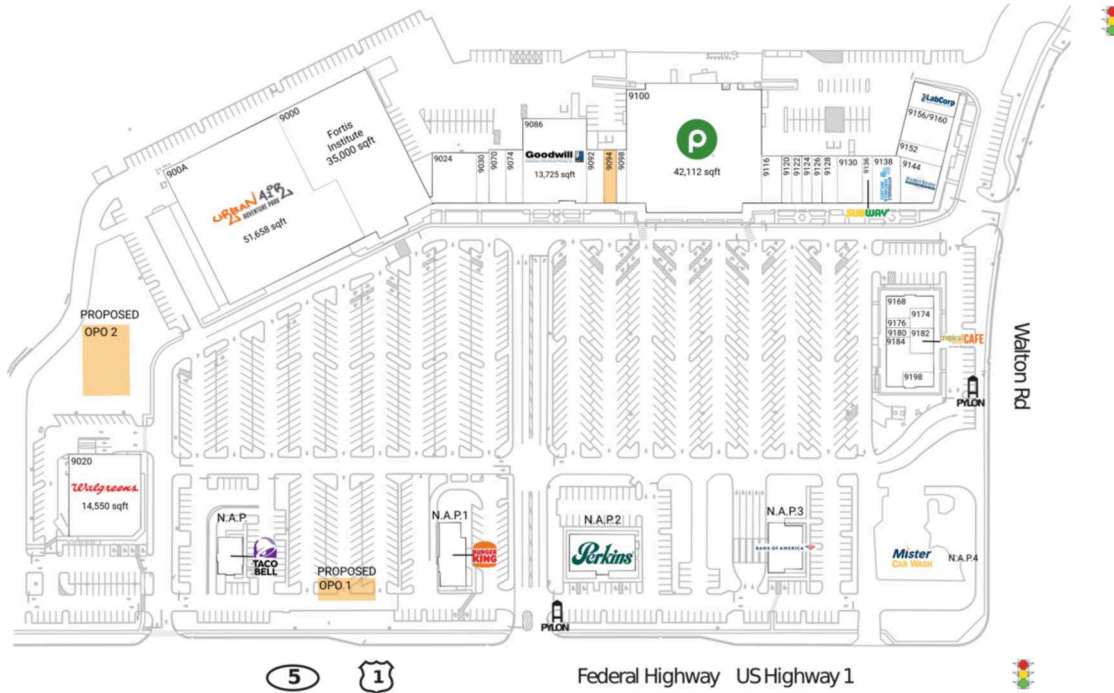 9000
Fortis
Institute
35,000 sqft
900A
URBAN AIR
ADVENTURE PARK
51,658 sqft
9024
9030
9070
9074
9086
Goodwill
13,725 sqft
9092
9094
9098
9100
P
42,112 sqft
9116
9120
9122
9124
9126
9128
9130
9136
SUBWAY
9138
LabCorp
9156/9160
9152
9144
PROPOSED
OPO 2
9168
9174
9176
9180
9182
9184
CAFE
9198
PYLON
Walton Rd
9020
Walgreens
14,550 sqft
N.A.P.
TACO
BELL
PROPOSED
OPO 1
N.A.P.1
BURGER
KING
N.A.P.2
Perkins
PYLON
N.A.P.3
BANK OF AMERICA
Mister
CAR WASH
N.A.P.4
5
1
Federal Highway US Highway 1